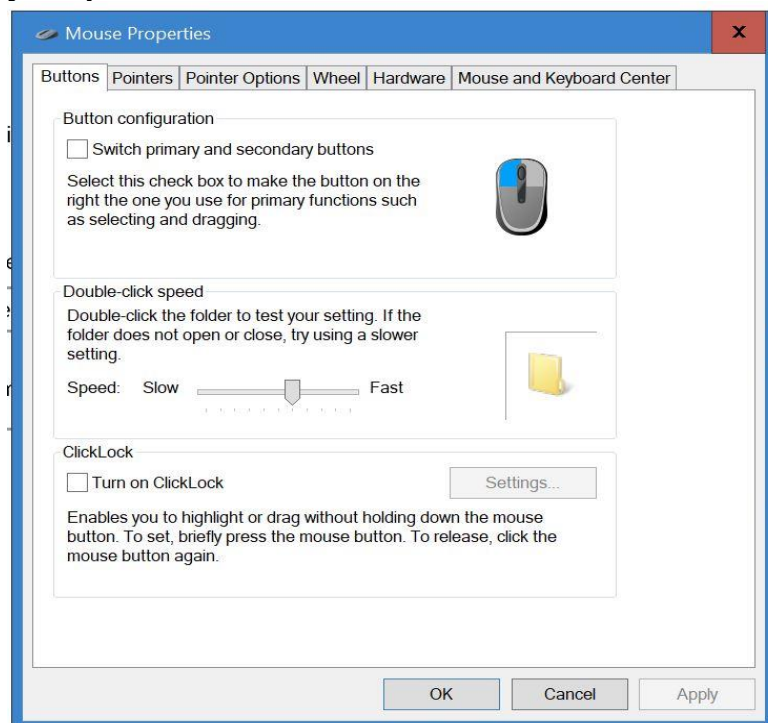 Mouse Properties
x
Buttons Pointers Pointer Options Wheel Hardware Mouse and Keyboard Center
Button configuration
Switch primary and secondary buttons
Select this check box to make the button on the
right the one you use for primary functions such
as selecting and dragging.
Double-click speed
Double-click the folder to test your setting. If the
folder does not open or close, try using a slower
setting.
Speed: Slow Fast
ClickLock
Turn on ClickLock Settings...
Enables you to highlight or drag without holding down the mouse
button. To set, briefly press the mouse button. To release, click the
mouse button again.
OK Cancel Apply